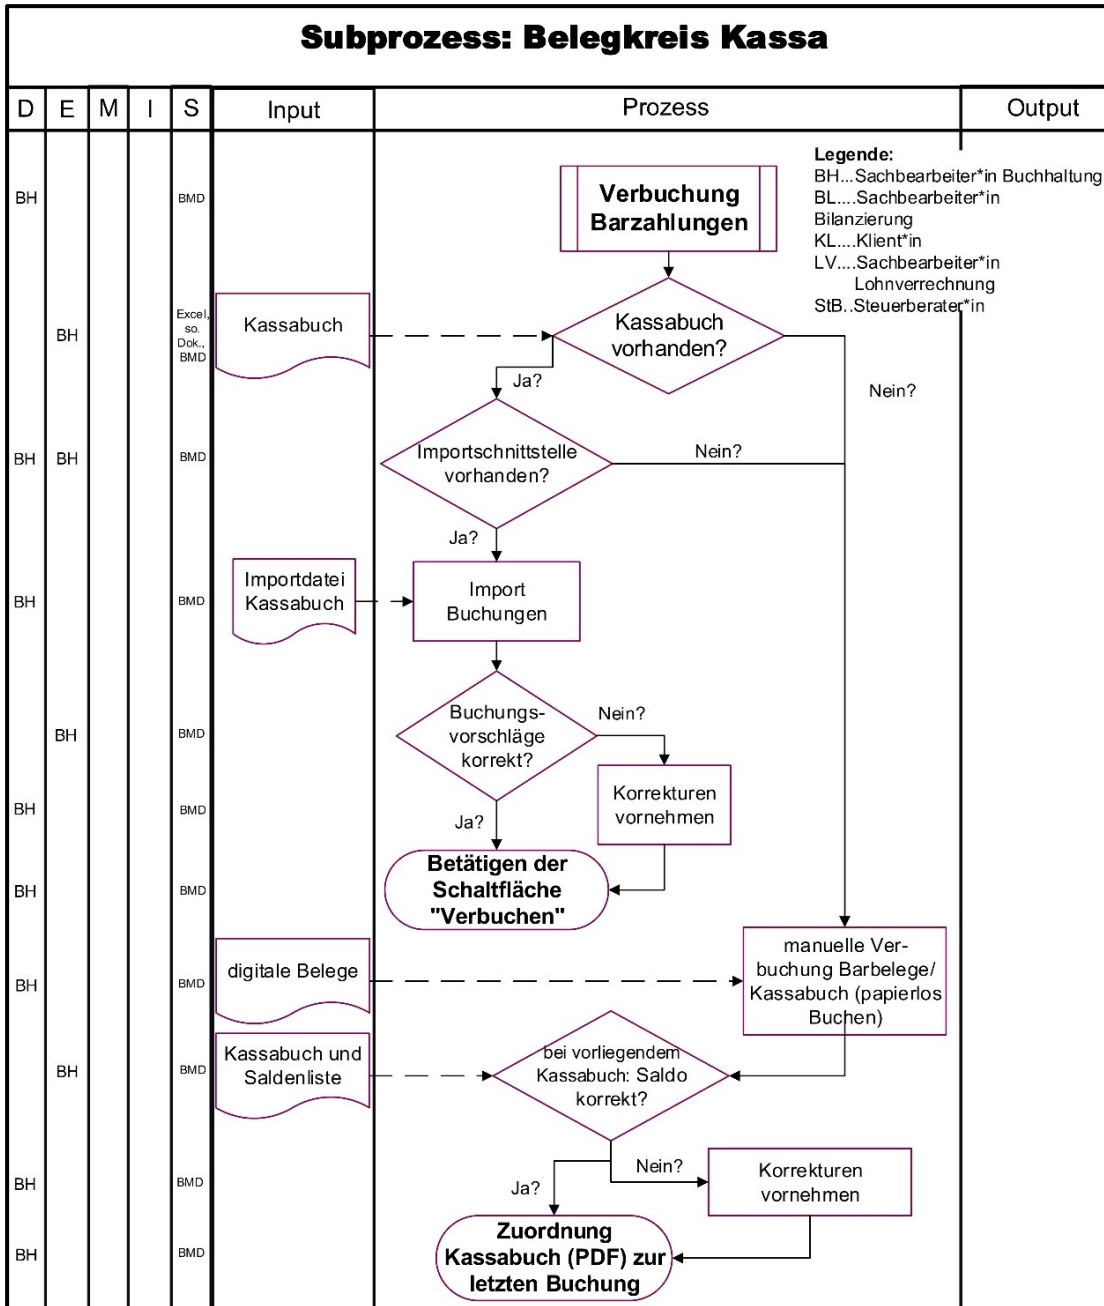 Subprozess: Belegkreis Kassa
D E M I S Input Prozess Output
Legende:
BH...Sachbearbeiter*in Buchhaltung
BL....Sachbearbeiter*in
Bilanzierung
KL....Klient*in
LV....Sachbearbeiter*in
Lohnverrechnung
StB..Steuerberater*in
BH BMD
Verbuchung
Barzahlungen
BH
Excel,
so.
Dok.,
BMD
Kassabuch
Kassabuch
vorhanden?
Ja?
Nein?
BH BH BMD
Importschnittstelle
vorhanden?
Nein?
Ja?
BH BMD
Importdatei
Kassabuch
Import
Buchungen
BH BMD
Buchungs-
vorschläge
korrekt?
Nein?
BH BMD
Korrekturen
vornehmen
Ja?
BH BMD
Betätigen der
Schaltfläche
"Verbuchen"
BH BMD
digitale Belege
manuelle Ver-
buchung Barbelege/
Kassabuch (papierlos
Buchen)
BH BMD
Kassabuch und
Saldenliste
bei vorliegendem
Kassabuch: Saldo
korrekt?
Nein?
Ja?
BH BMD
Korrekturen
vornehmen
BH BMD
Zuordnung
Kassabuch (PDF) zur
letzten Buchung